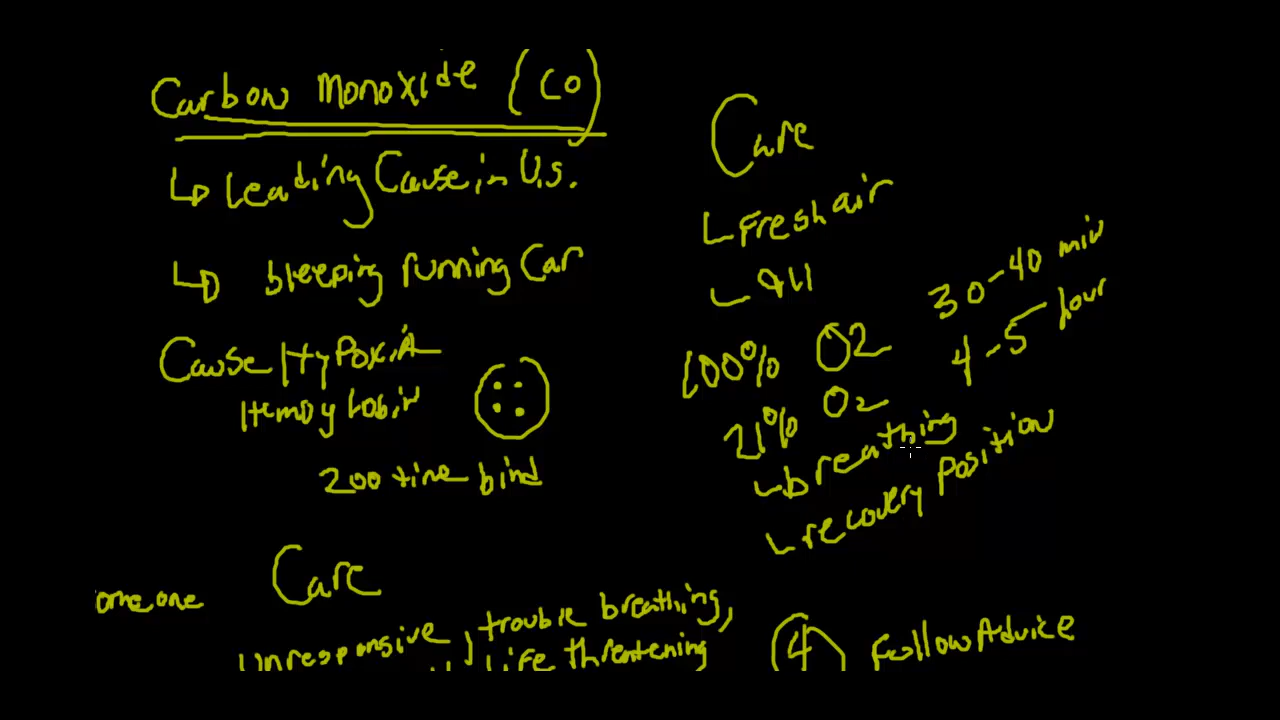 Carbon Monoxide (CO)
↳ Leading Cause in U.S.
↳ bleeping running Car
Cause HyPoxiA
Hemoglobin
200 time bind
Care
Fresh air
911
100% O2 30-40 min
21% O2 4-5 hour
breathing
recovery Position
Care
omeone
unresponsive, trouble breathing,
life threatening
4 Follow Advice